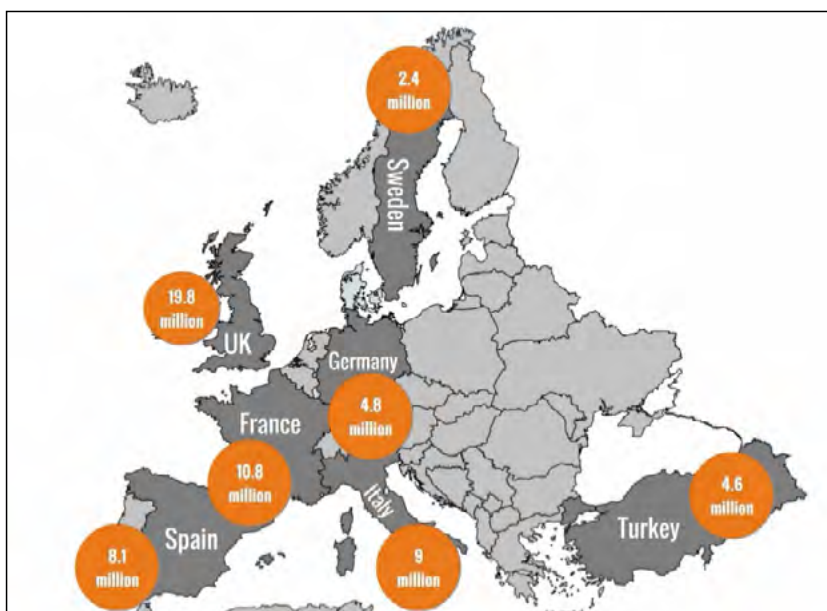 2.4
million
Sweden
19.8
million
UK
Germany
4.8
million
France
10.8
million
Italy
4.6
million
Turkey
Spain
8.1
million
9
million